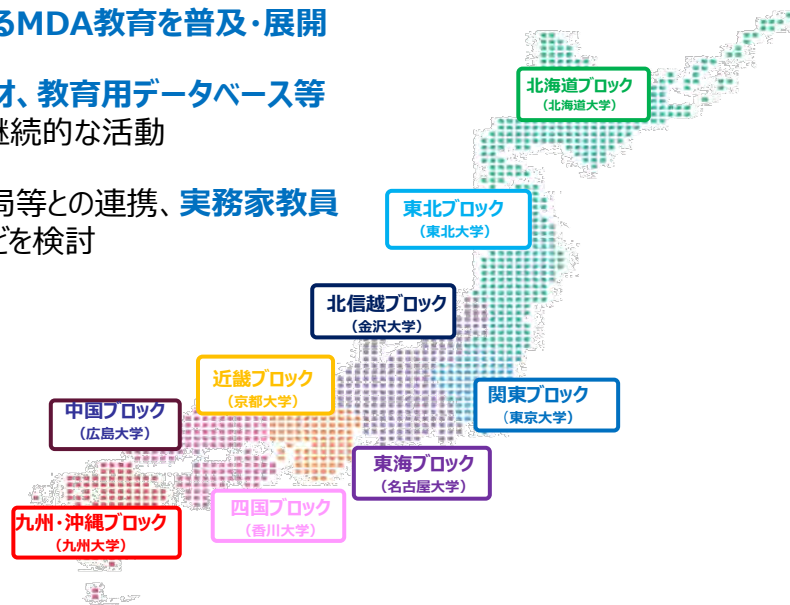 るMDA教育を普及・展開
材、教育用データベース等
継続的な活動
局等との連携、実務家教員
どを検討
北海道ブロック
（北海道大学）
東北ブロック
（東北大学）
北信越ブロック
（金沢大学）
近畿ブロック
（京都大学）
関東ブロック
（東京大学）
中国ブロック
（広島大学）
東海ブロック
（名古屋大学）
四国ブロック
（香川大学）
九州・沖縄ブロック
（九州大学）